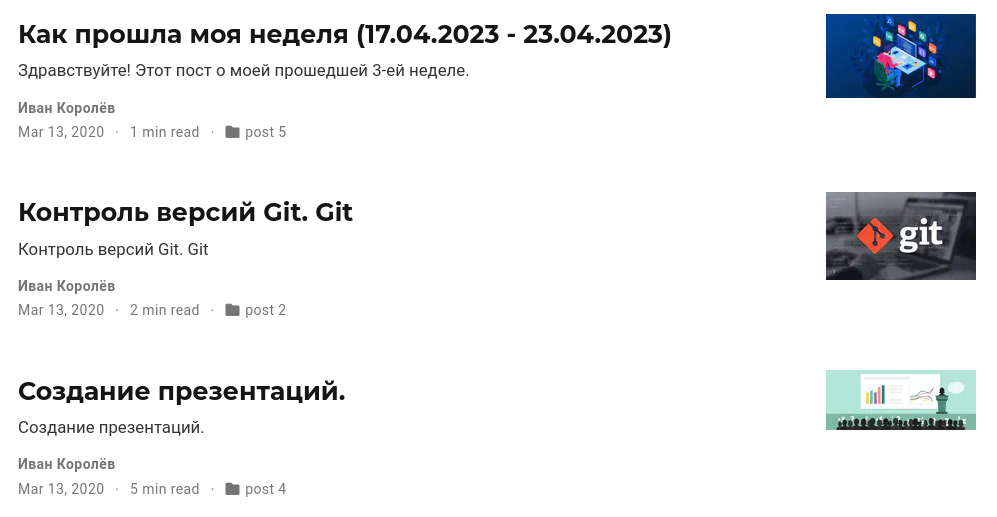 Как прошла моя неделя (17.04.2023 - 23.04.2023)
Здравствуйте! Этот пост о моей прошедшей 3-ей неделе.
Иван Королёв
Mar 13, 2020 · 1 min read · post 5
Контроль версий Git. Git
Контроль версий Git. Git
Иван Королёв
Mar 13, 2020 · 2 min read · post 2
git
Создание презентаций.
Создание презентаций.
Иван Королёв
Mar 13, 2020 · 5 min read · post 4